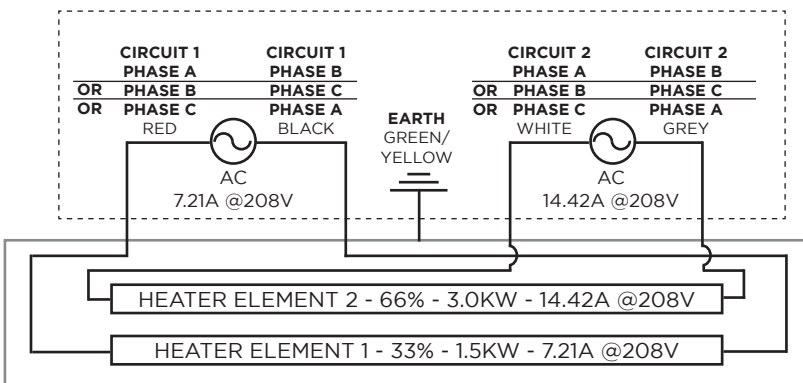 CIRCUIT 1 CIRCUIT 1 CIRCUIT 2 CIRCUIT 2
PHASE A PHASE B PHASE A PHASE B
OR PHASE B PHASE C OR PHASE B PHASE C
OR PHASE C PHASE A OR PHASE C PHASE A
RED BLACK WHITE GREY
EARTH
GREEN/
YELLOW
AC AC
7.21A @208V 14.42A @208V
HEATER ELEMENT 2 - 66% - 3.0KW - 14.42A @208V
HEATER ELEMENT 1 - 33% - 1.5KW - 7.21A @208V